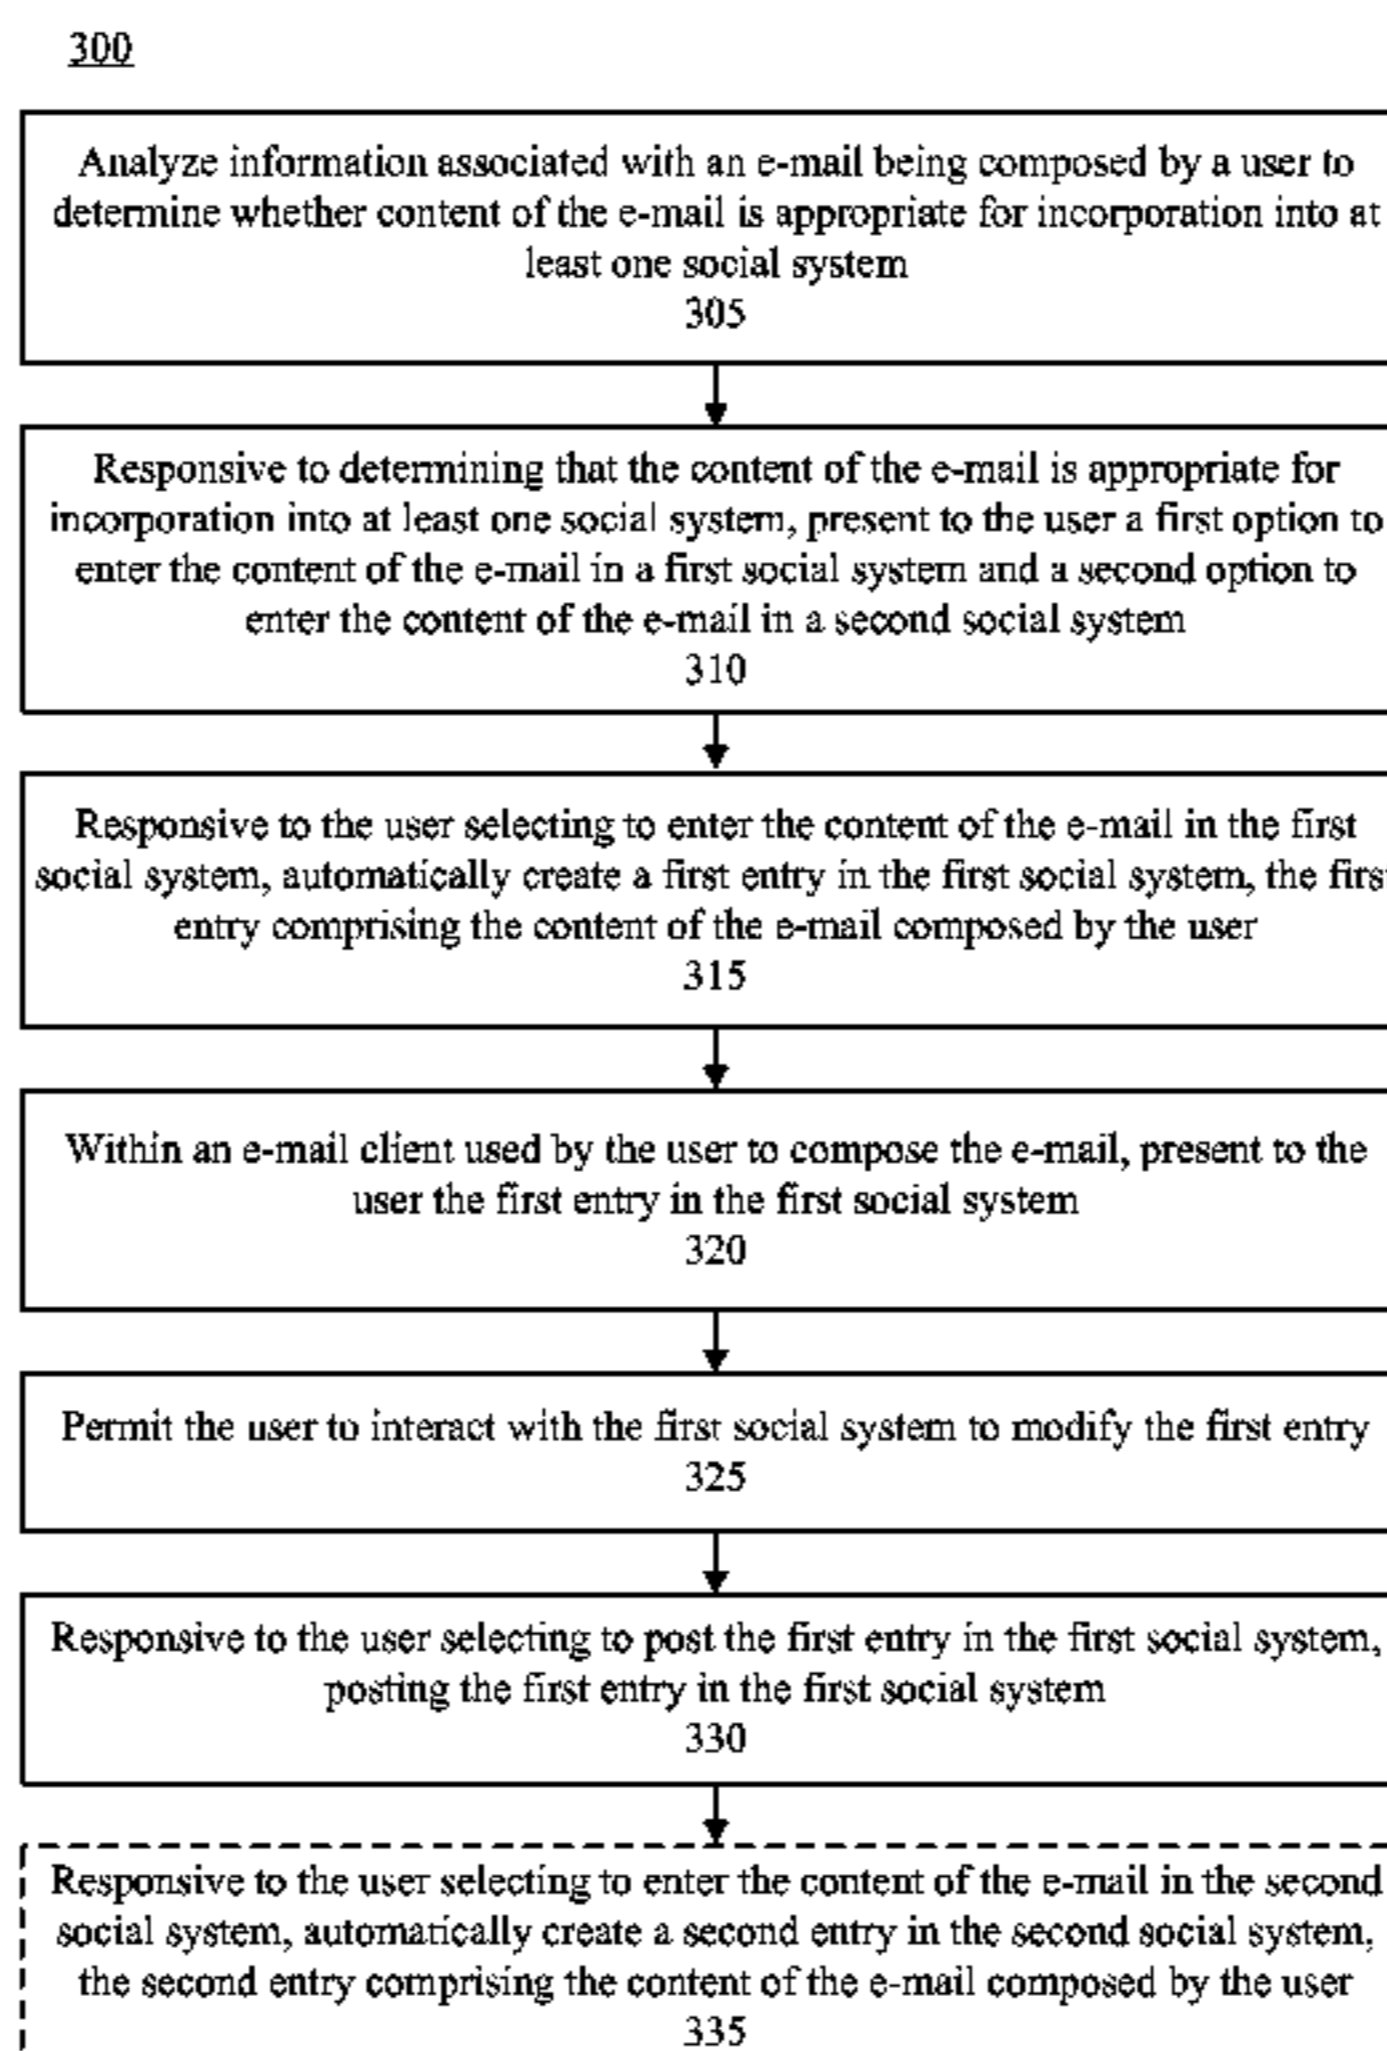 300
Analyze information associated with an e-mail being composed by a user to
determine whether content of the e-mail is appropriate for incorporation into at
least one social system
305
Responsive to determining that the content of the e-mail is appropriate for
incorporation into at least one social system, present to the user a first option to
enter the content of the e-mail in a first social system and a second option to
enter the content of the e-mail in a second social system
310
Responsive to the user selecting to enter the content of the e-mail in the first
social system, automatically create a first entry in the first social system, the first
entry comprising the content of the e-mail composed by the user
315
Within an e-mail client used by the user to compose the e-mail, present to the
user the first entry in the first social system
320
Permit the user to interact with the first social system to modify the first entry
325
Responsive to the user selecting to post the first entry in the first social system,
posting the first entry in the first social system
330
Responsive to the user selecting to enter the content of the e-mail in the second
social system, automatically create a second entry in the second social system,
the second entry comprising the content of the e-mail composed by the user
335